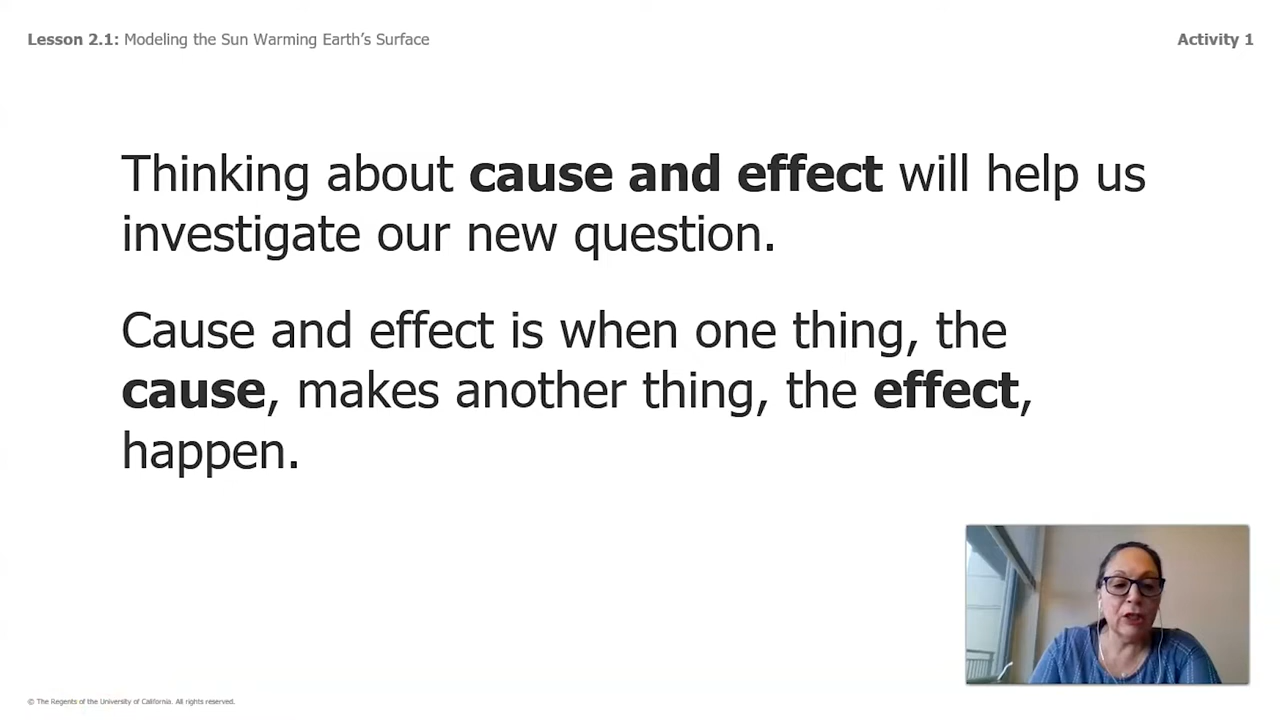 Lesson 2.1: Modeling the Sun Warming Earth's Surface
Activity 1
Thinking about cause and effect will help us
investigate our new question.
Cause and effect is when one thing, the
cause, makes another thing, the effect,
happen.
© The Regents of the University of California. All rights reserved.